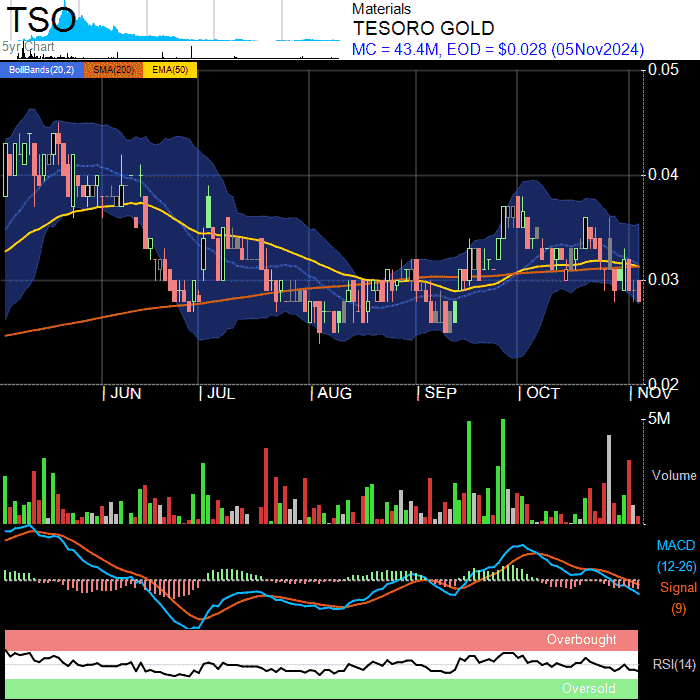 TSO
5yr Chart
Materials
TESORO GOLD
MC = 43.4M, EOD = $0.028 (05Nov2024)
BollBands(20,2) SMA(200) EMA(50)
0.05
0.04
0.03
0.02
JUN JUL AUG SEP OCT NOV
5M
Volume
MACD
(12-26)
Signal
(9)
Overbought
RSI(14)
Oversold